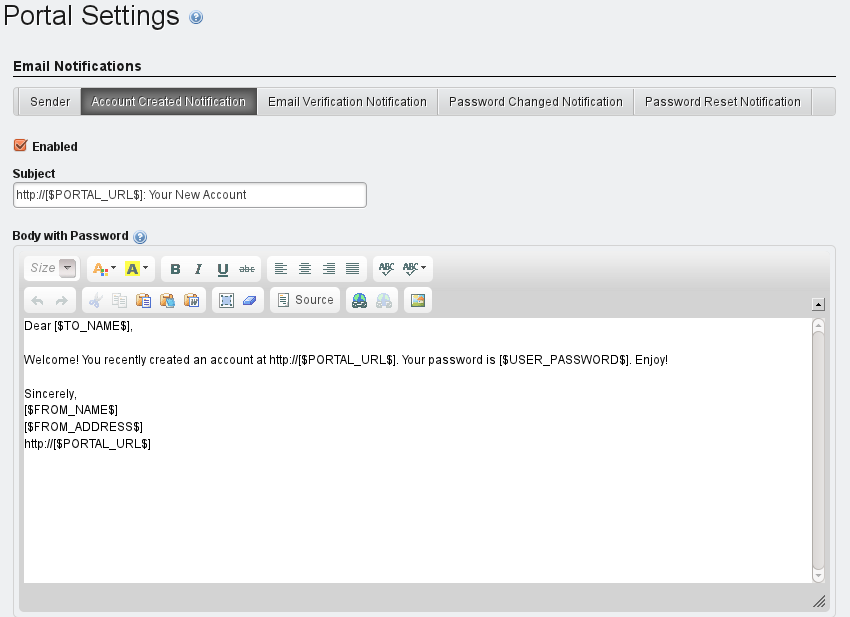 Portal Settings
Email Notifications
Sender Account Created Notification Email Verification Notification Password Changed Notification Password Reset Notification
Enabled
Subject
http://[$PORTAL_URL$]: Your New Account
Body with Password
Size A A B I U abc ABC ABC
Source
Dear [$TO_NAME$],
Welcome! You recently created an account at http://[$PORTAL_URL$]. Your password is [$USER_PASSWORD$]. Enjoy!
Sincerely,
[$FROM_NAME$]
[$FROM_ADDRESS$]
http://[$PORTAL_URL$]